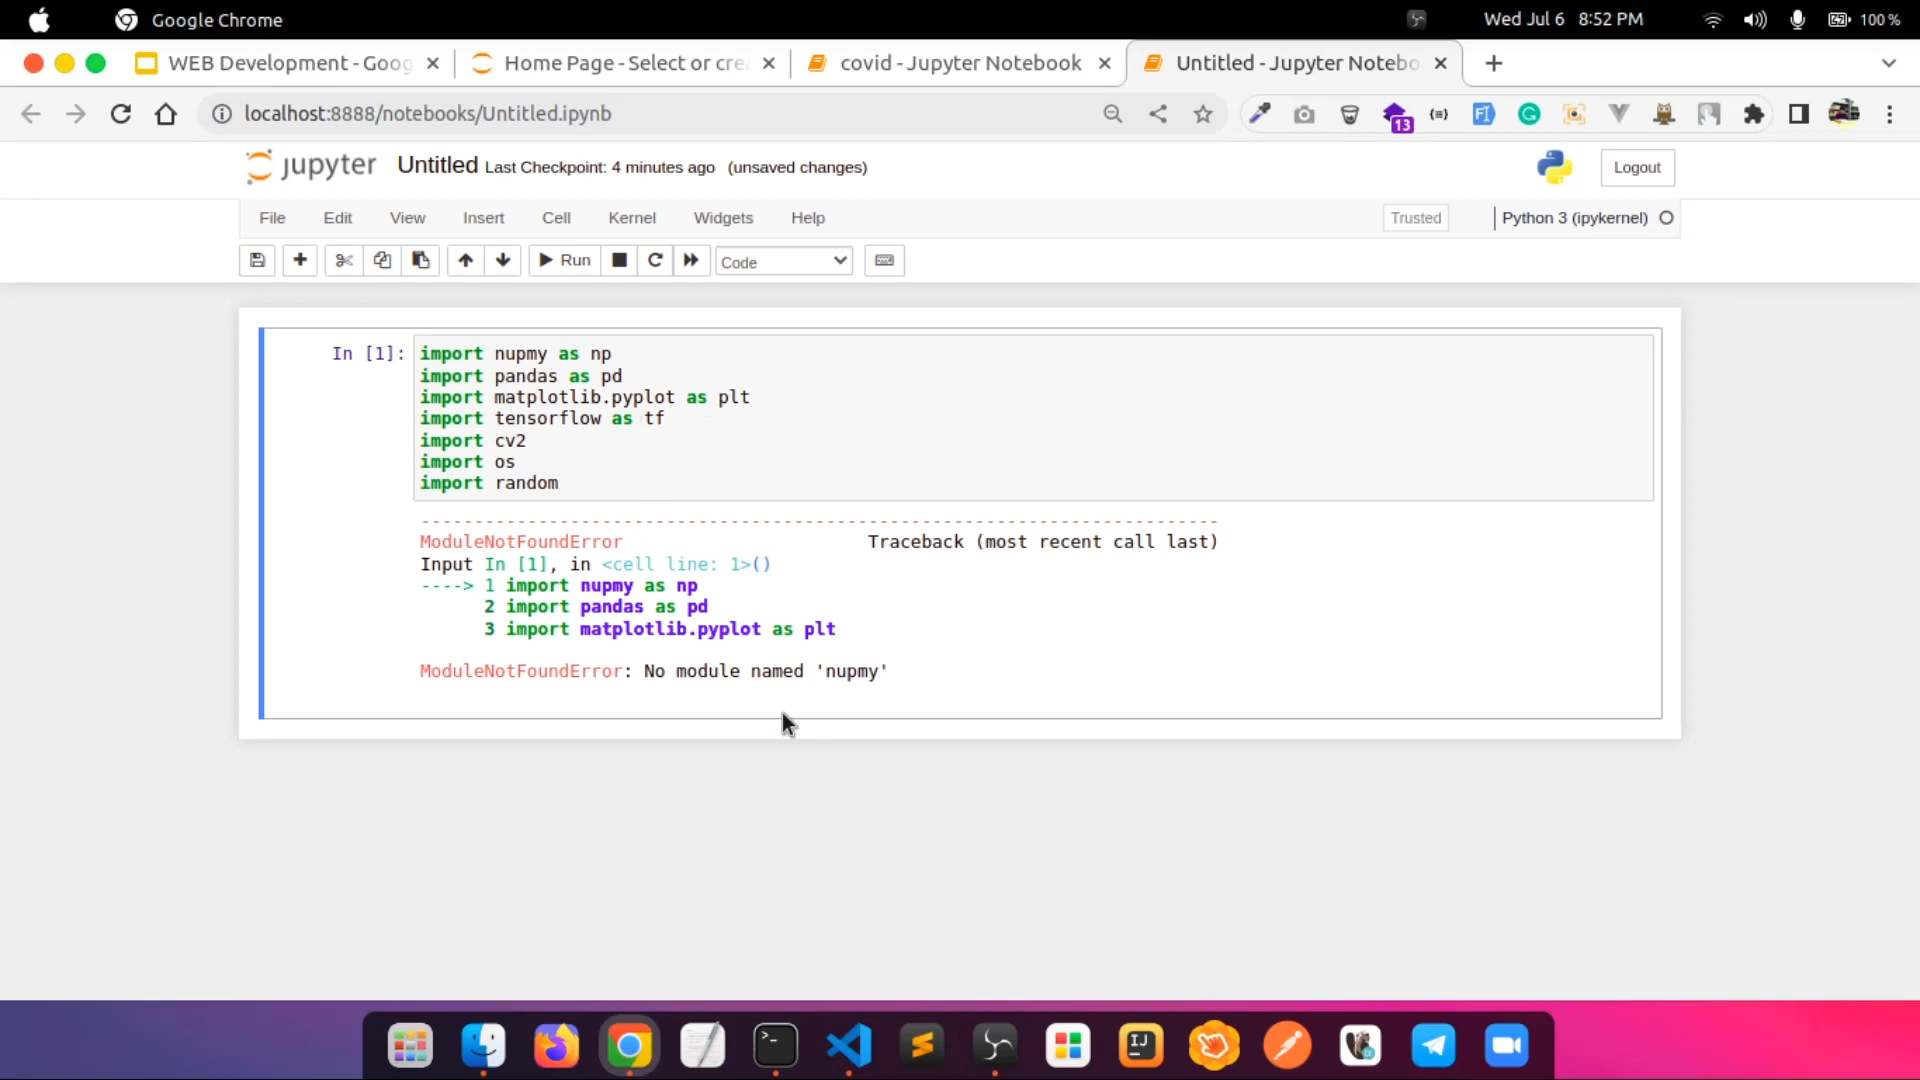 Google Chrome
Wed Jul 6 8:52 PM
100 %
WEB Development - Goog
Home Page - Select or cre
covid - Jupyter Notebook
Untitled - Jupyter Notebo
localhost:8888/notebooks/Untitled.ipynb
13
jupyter Untitled Last Checkpoint: 4 minutes ago (unsaved changes)
Logout
File Edit View Insert Cell Kernel Widgets Help
Trusted
Python 3 (ipykernel)
Run
Code
In [1]:
import nupmy as np
import pandas as pd
import matplotlib.pyplot as plt
import tensorflow as tf
import cv2
import os
import random
---------------------------------------------------------------------------
ModuleNotFoundError                       Traceback (most recent call last)
Input In [1], in <cell line: 1>()
----> 1 import nupmy as np
      2 import pandas as pd
      3 import matplotlib.pyplot as plt
ModuleNotFoundError: No module named 'nupmy'
IJ